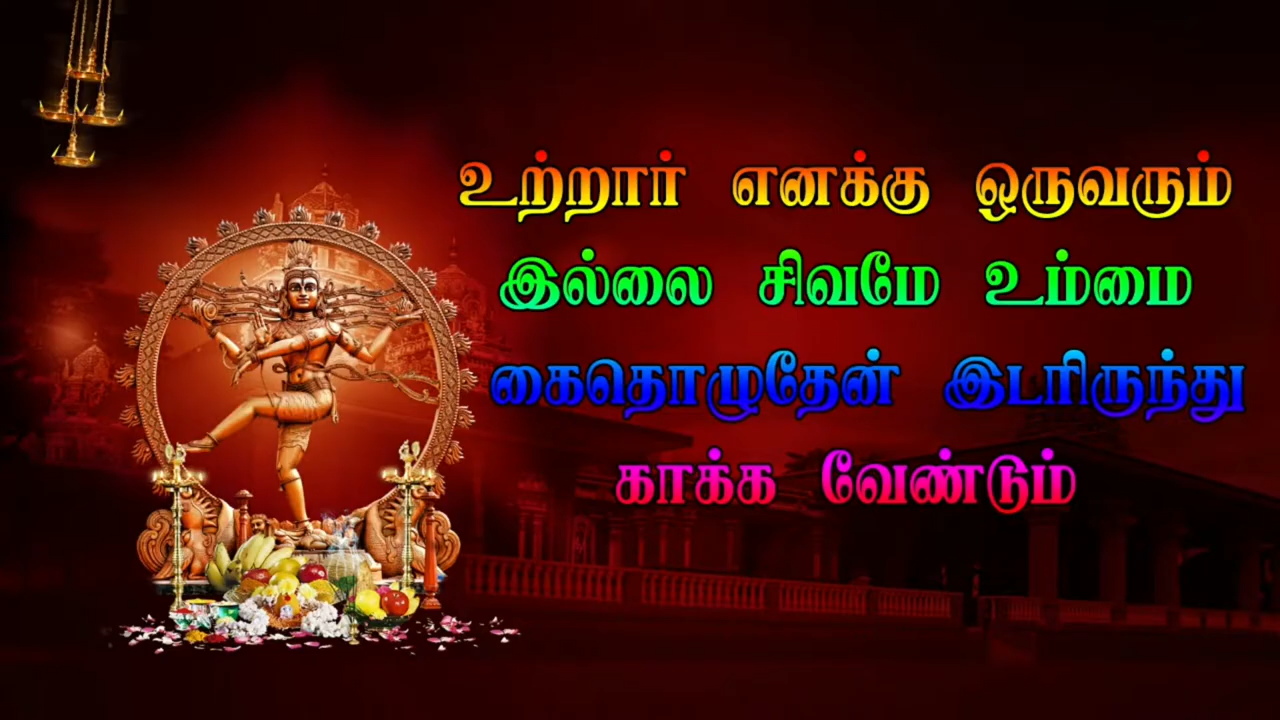 உற்றார் எனக்கு ஒருவரும்
இல்லை சிவமே உம்மை
கைதொழுதேன் இடரிருந்து
காக்க வேண்டும்